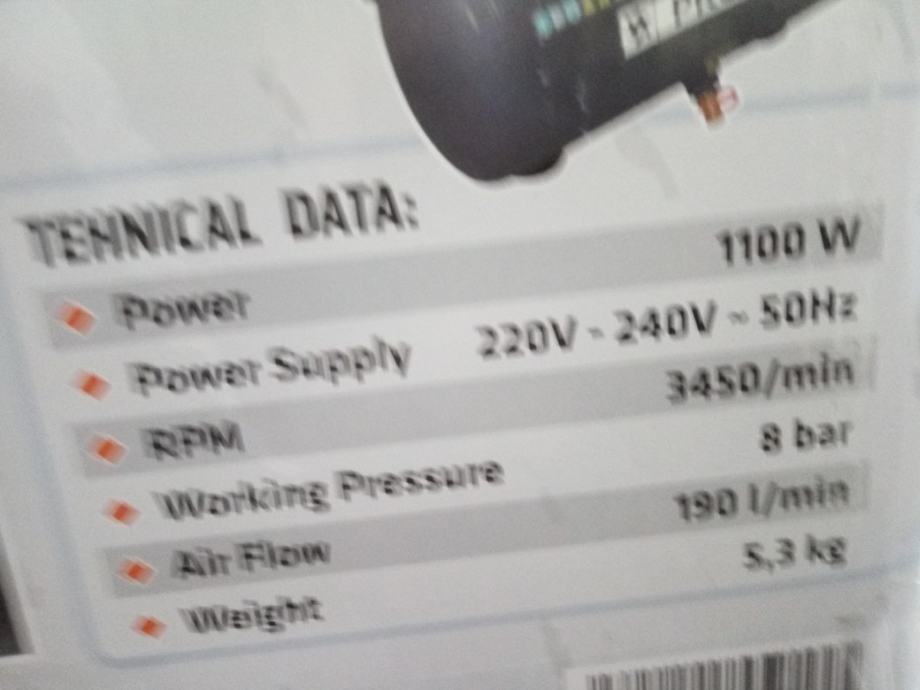 TEHNICAL DATA:
Power 1100 W
Power Supply 220V - 240V ~ 50Hz
RPM 3450/min
Working Pressure 8 bar
Air Flow 190 l/min
Weight 5,3 kg